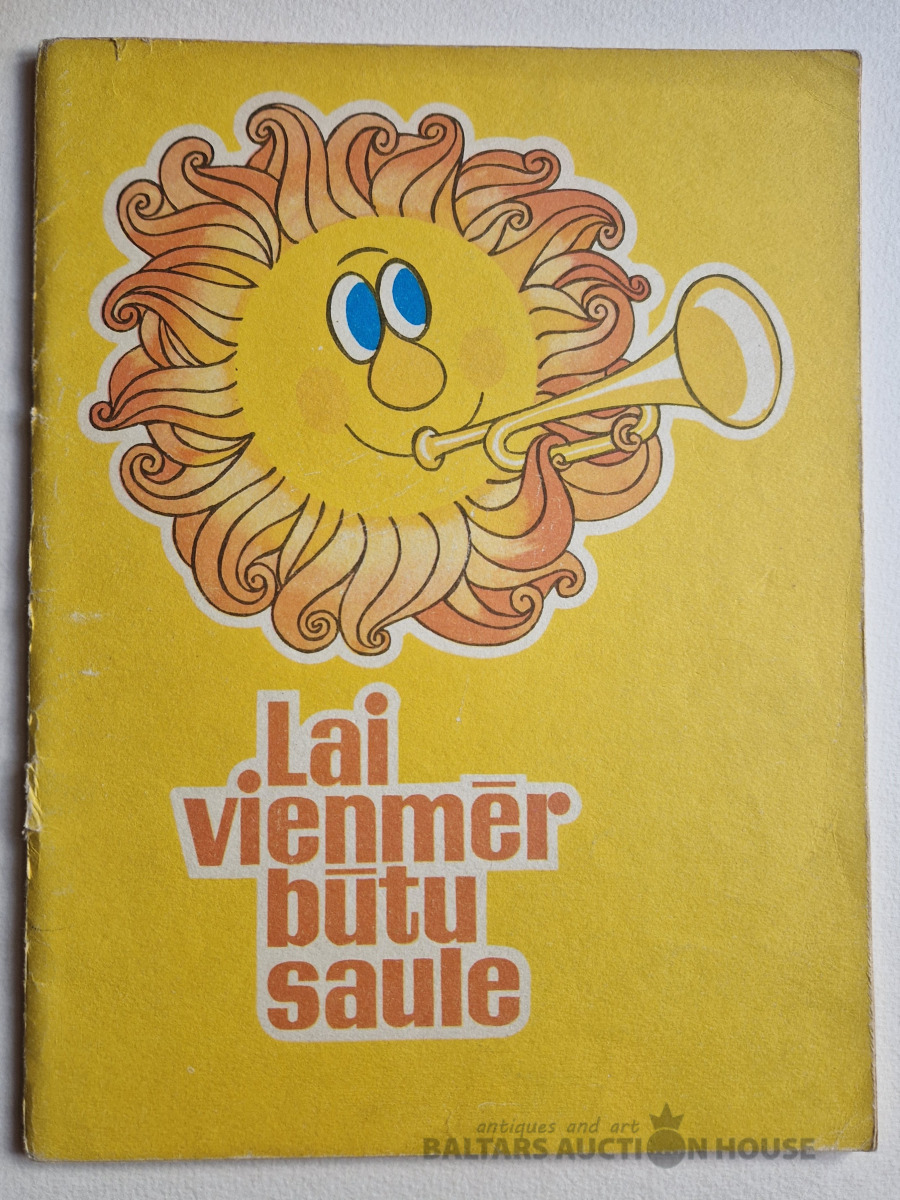 Lai
vienmēr
būtu
saule
antiques and art
BALTARS AUCTION HOUSE